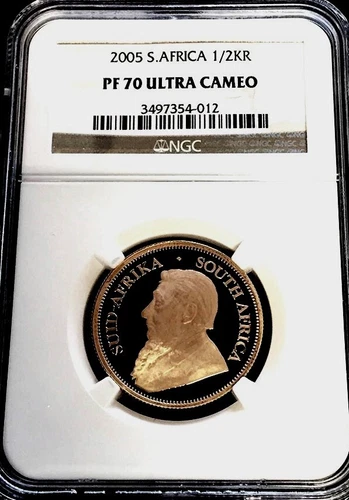 2005 S.AFRICA 1/2KR
PF 70 ULTRA CAMEO
3497354-012
NGC
SUID-AFRIKA · SOUTH AFRICA